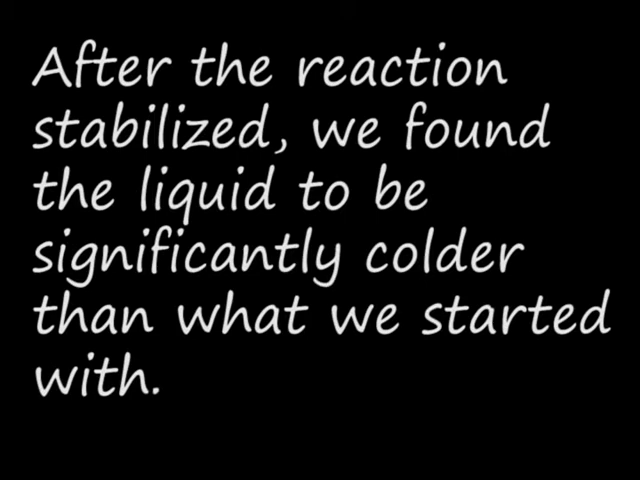 After the reaction
stabilized, we found
the liquid to be
significantly colder
than what we started
with.